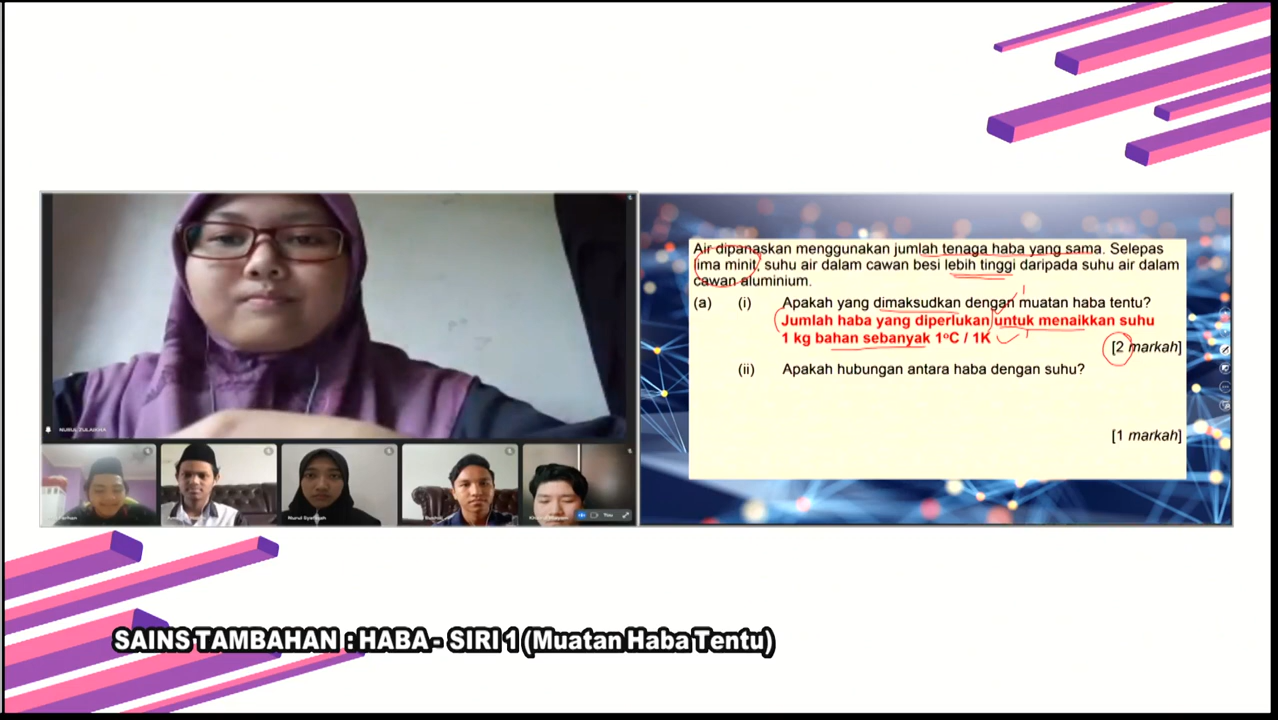 Air dipanaskan menggunakan jumlah tenaga haba yang sama. Selepas
lima minit, suhu air dalam cawan besi lebih tinggi daripada suhu air dalam
cawan aluminium.
(a) (i) Apakah yang dimaksudkan dengan muatan haba tentu?
Jumlah haba yang diperlukan untuk menaikkan suhu
1 kg bahan sebanyak 1°C / 1K
[2 markah]
(ii) Apakah hubungan antara haba dengan suhu?
[1 markah]
NURUL ZULAIKHA
You
SAINS TAMBAHAN : HABA - SIRI 1 (Muatan Haba Tentu)